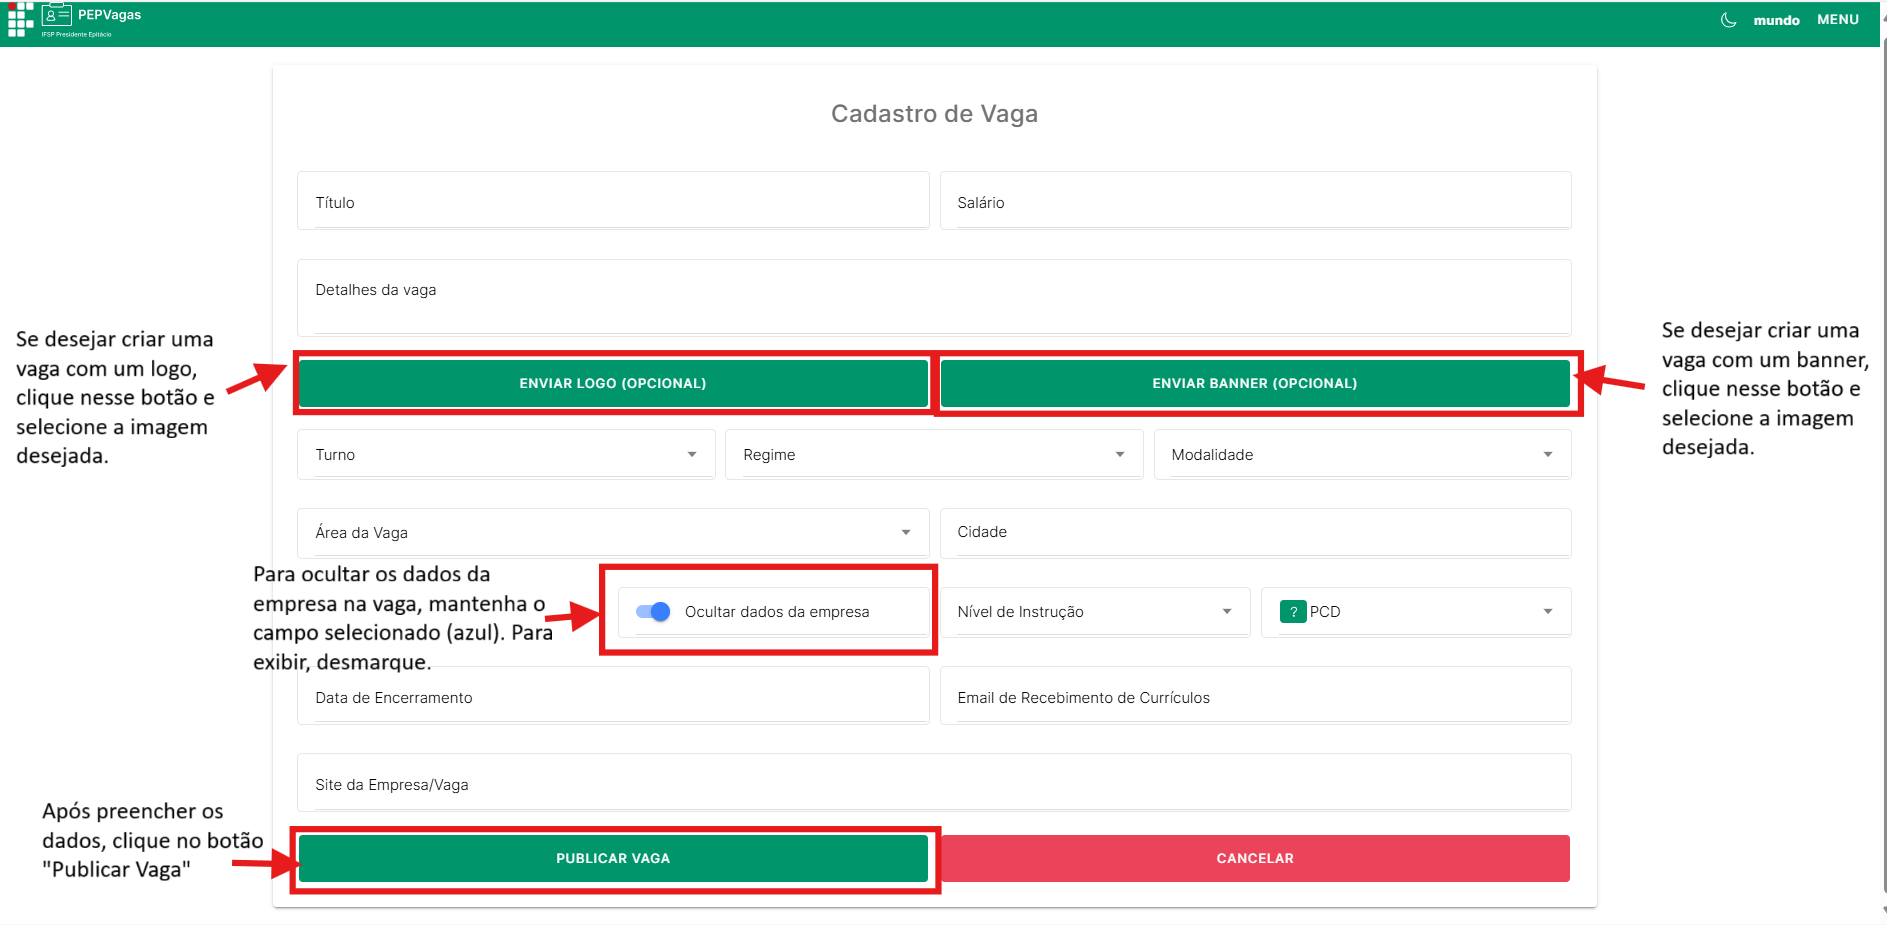 PEPVagas
IFSP Presidente Epitácio
mundo MENU
Cadastro de Vaga
Título
Salário
Detalhes da vaga
Se desejar criar uma
vaga com um logo,
clique nesse botão e
selecione a imagem
desejada.
ENVIAR LOGO (OPCIONAL)
ENVIAR BANNER (OPCIONAL)
Se desejar criar uma
vaga com um banner,
clique nesse botão e
selecione a imagem
desejada.
Turno
Regime
Modalidade
Área da Vaga
Cidade
Para ocultar os dados da
empresa na vaga, mantenha o
campo selecionado (azul). Para
exibir, desmarque.
Ocultar dados da empresa
Nível de Instrução
? PCD
Data de Encerramento
Email de Recebimento de Currículos
Site da Empresa/Vaga
Após preencher os
dados, clique no botão
"Publicar Vaga"
PUBLICAR VAGA
CANCELAR